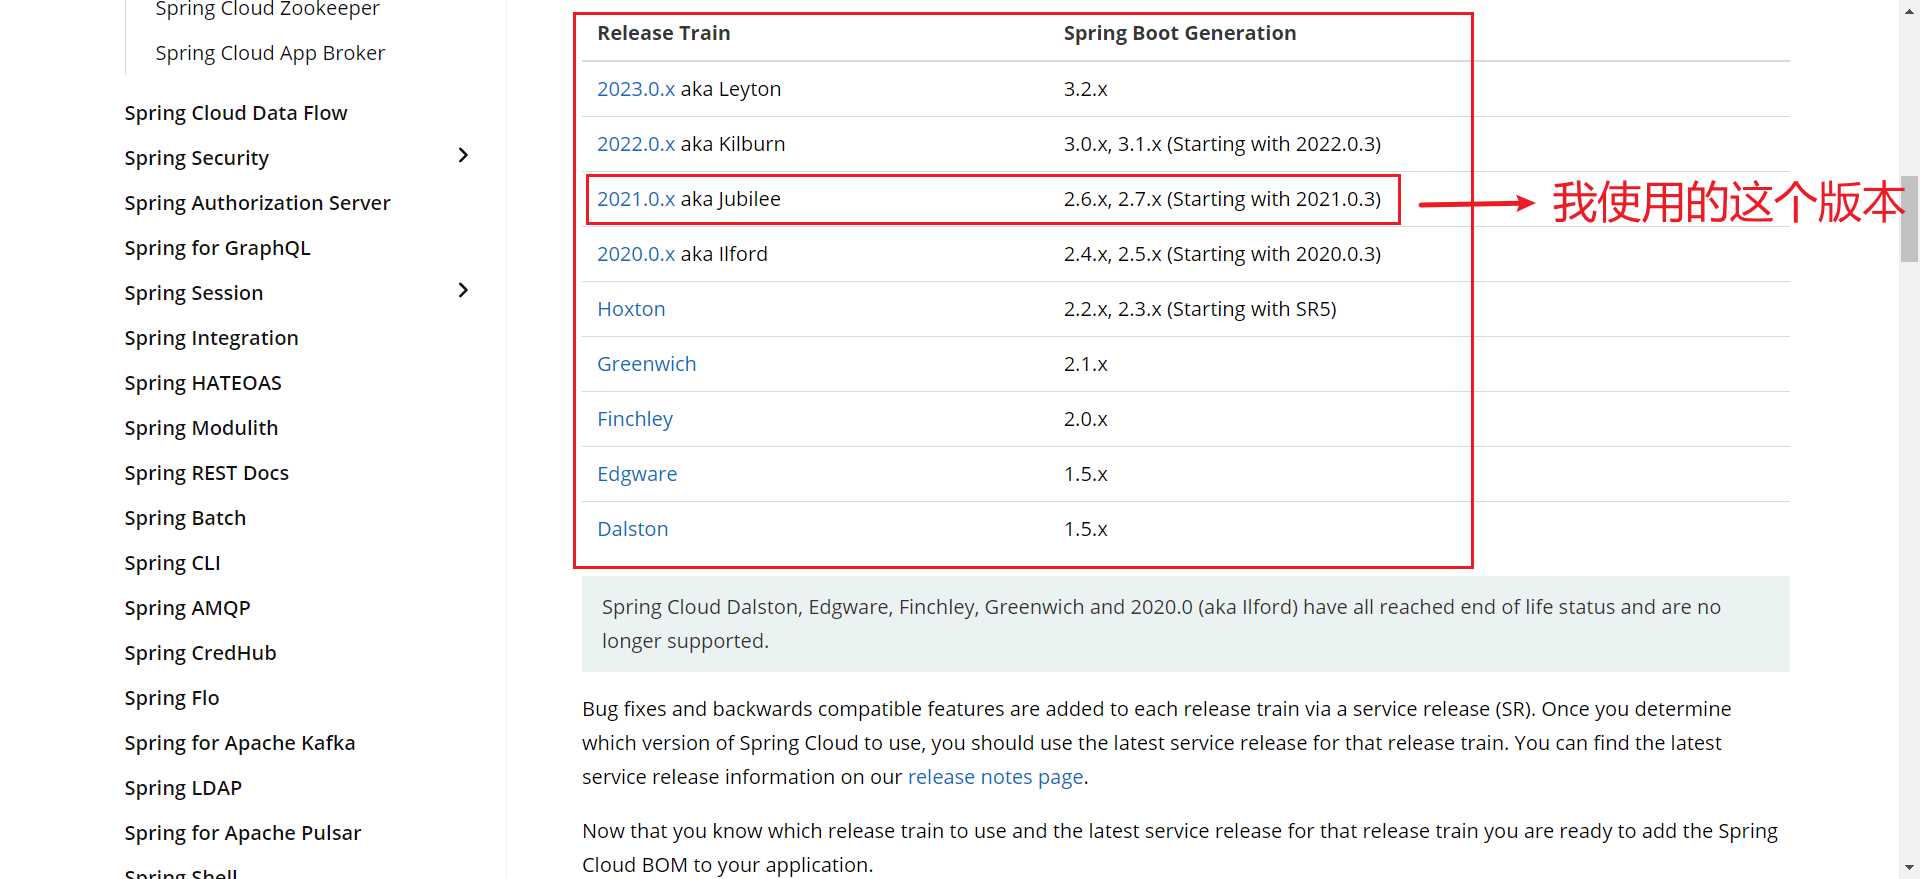 Spring Cloud Zookeeper
Spring Cloud App Broker
Spring Cloud Data Flow
Spring Security
Spring Authorization Server
Spring for GraphQL
Spring Session
Spring Integration
Spring HATEOAS
Spring Modulith
Spring REST Docs
Spring Batch
Spring CLI
Spring AMQP
Spring CredHub
Spring Flo
Spring for Apache Kafka
Spring LDAP
Spring for Apache Pulsar
Spring Shell
Release Train Spring Boot Generation
2023.0.x aka Leyton 3.2.x
2022.0.x aka Kilburn 3.0.x, 3.1.x (Starting with 2022.0.3)
2021.0.x aka Jubilee 2.6.x, 2.7.x (Starting with 2021.0.3)
我使用的这个版本
2020.0.x aka Ilford 2.4.x, 2.5.x (Starting with 2020.0.3)
Hoxton 2.2.x, 2.3.x (Starting with SR5)
Greenwich 2.1.x
Finchley 2.0.x
Edgware 1.5.x
Dalston 1.5.x
Spring Cloud Dalston, Edgware, Finchley, Greenwich and 2020.0 (aka Ilford) have all reached end of life status and are no
longer supported.
Bug fixes and backwards compatible features are added to each release train via a service release (SR). Once you determine
which version of Spring Cloud to use, you should use the latest service release for that release train. You can find the latest
service release information on our release notes page.
Now that you know which release train to use and the latest service release for that release train you are ready to add the Spring
Cloud BOM to your application.